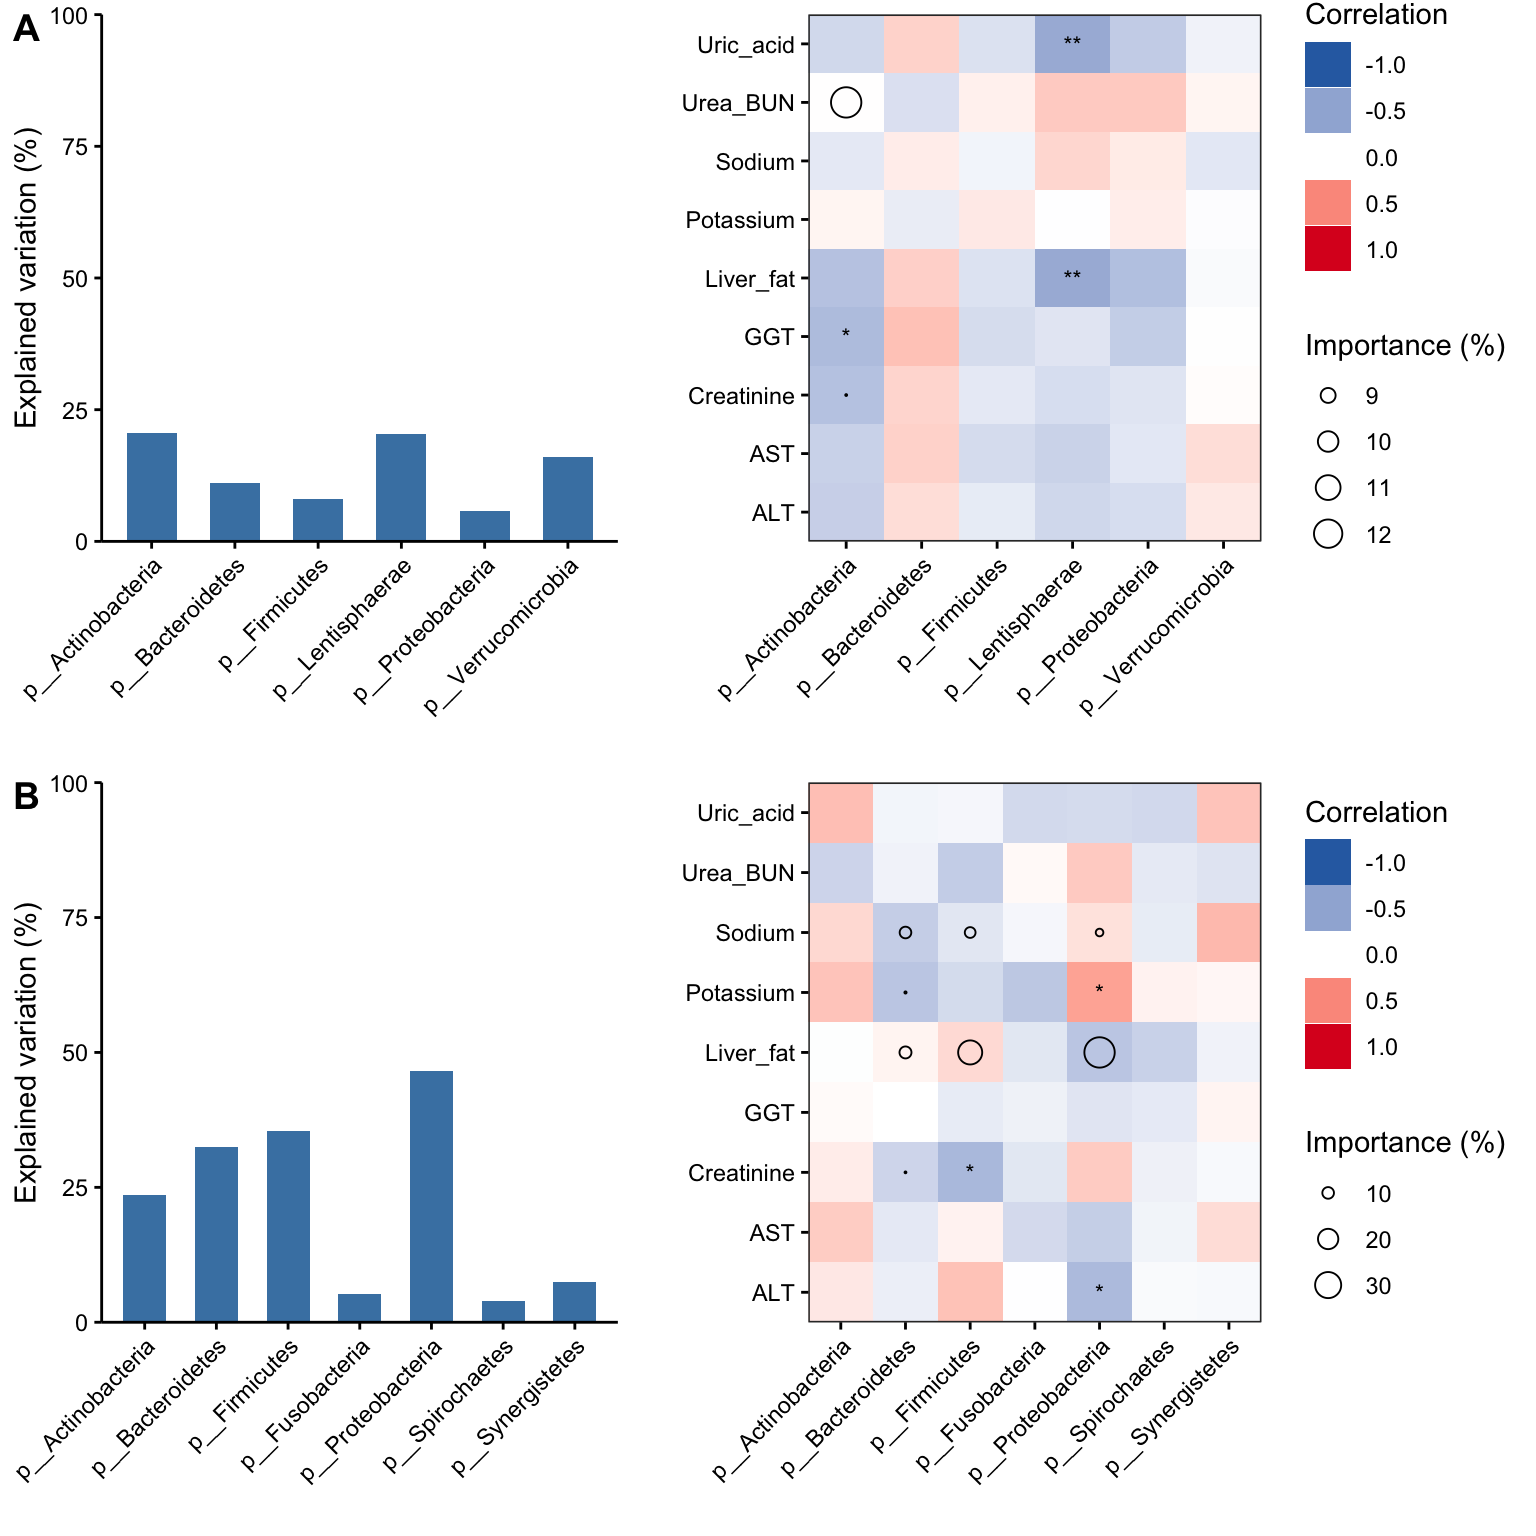 A
Explained variation (%)
100
75
50
25
0
p__Actinobacteria
p__Bacteroidetes
p__Firmicutes
p__Lentisphaerae
p__Proteobacteria
p__Verrucomicrobia
Uric_acid
Urea_BUN
Sodium
Potassium
Liver_fat
GGT
Creatinine
AST
ALT
**
**
*
.
p__Actinobacteria
p__Bacteroidetes
p__Firmicutes
p__Lentisphaerae
p__Proteobacteria
p__Verrucomicrobia
Correlation
-1.0
-0.5
0.0
0.5
1.0
Importance (%)
9
10
11
12
B
Explained variation (%)
100
75
50
25
0
p__Actinobacteria
p__Bacteroidetes
p__Firmicutes
p__Fusobacteria
p__Proteobacteria
p__Spirochaetes
p__Synergistetes
Uric_acid
Urea_BUN
Sodium
Potassium
Liver_fat
GGT
Creatinine
AST
ALT
. *
. *
*
p__Actinobacteria
p__Bacteroidetes
p__Firmicutes
p__Fusobacteria
p__Proteobacteria
p__Spirochaetes
p__Synergistetes
Correlation
-1.0
-0.5
0.0
0.5
1.0
Importance (%)
10
20
30